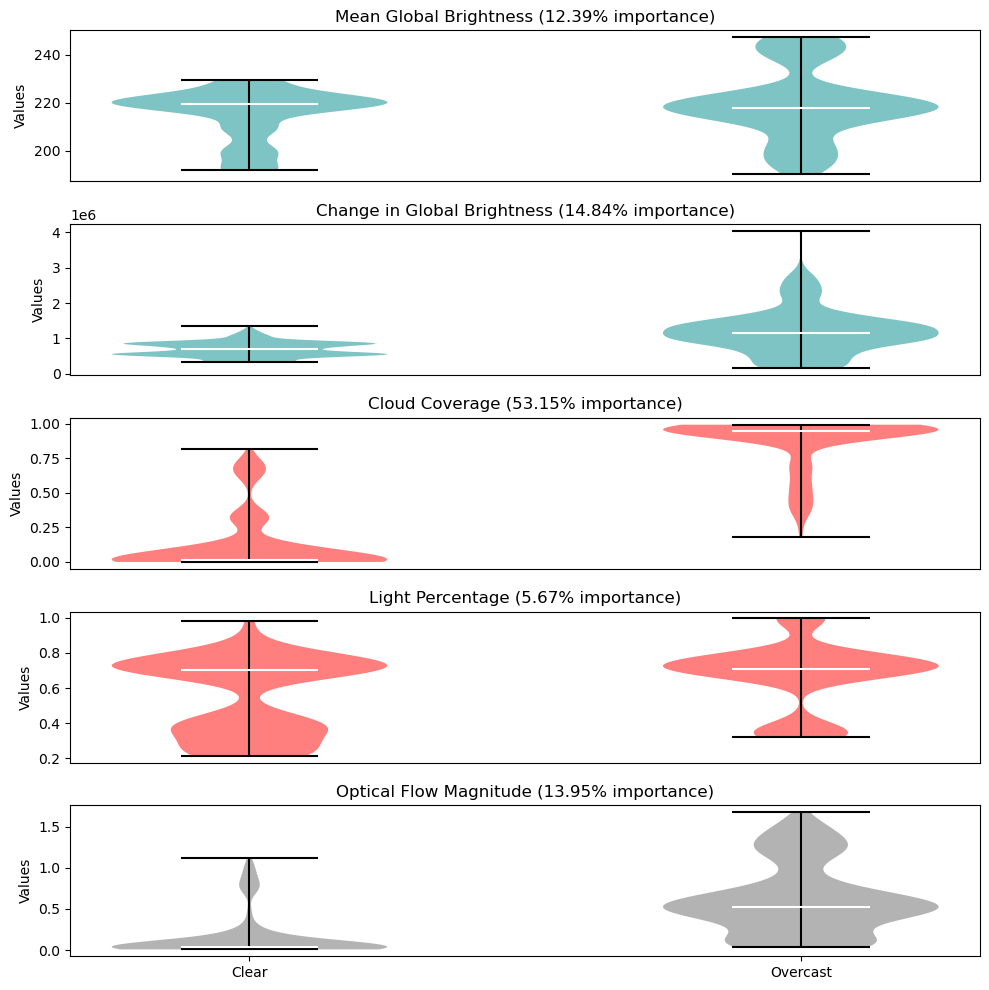 Mean Global Brightness (12.39% importance)
Values
240
220
200
Change in Global Brightness (14.84% importance)
1e6
Values
4
3
2
1
0
Cloud Coverage (53.15% importance)
Values
1.00
0.75
0.50
0.25
0.00
Light Percentage (5.67% importance)
Values
1.0
0.8
0.6
0.4
0.2
Optical Flow Magnitude (13.95% importance)
Values
1.5
1.0
0.5
0.0
Clear Overcast